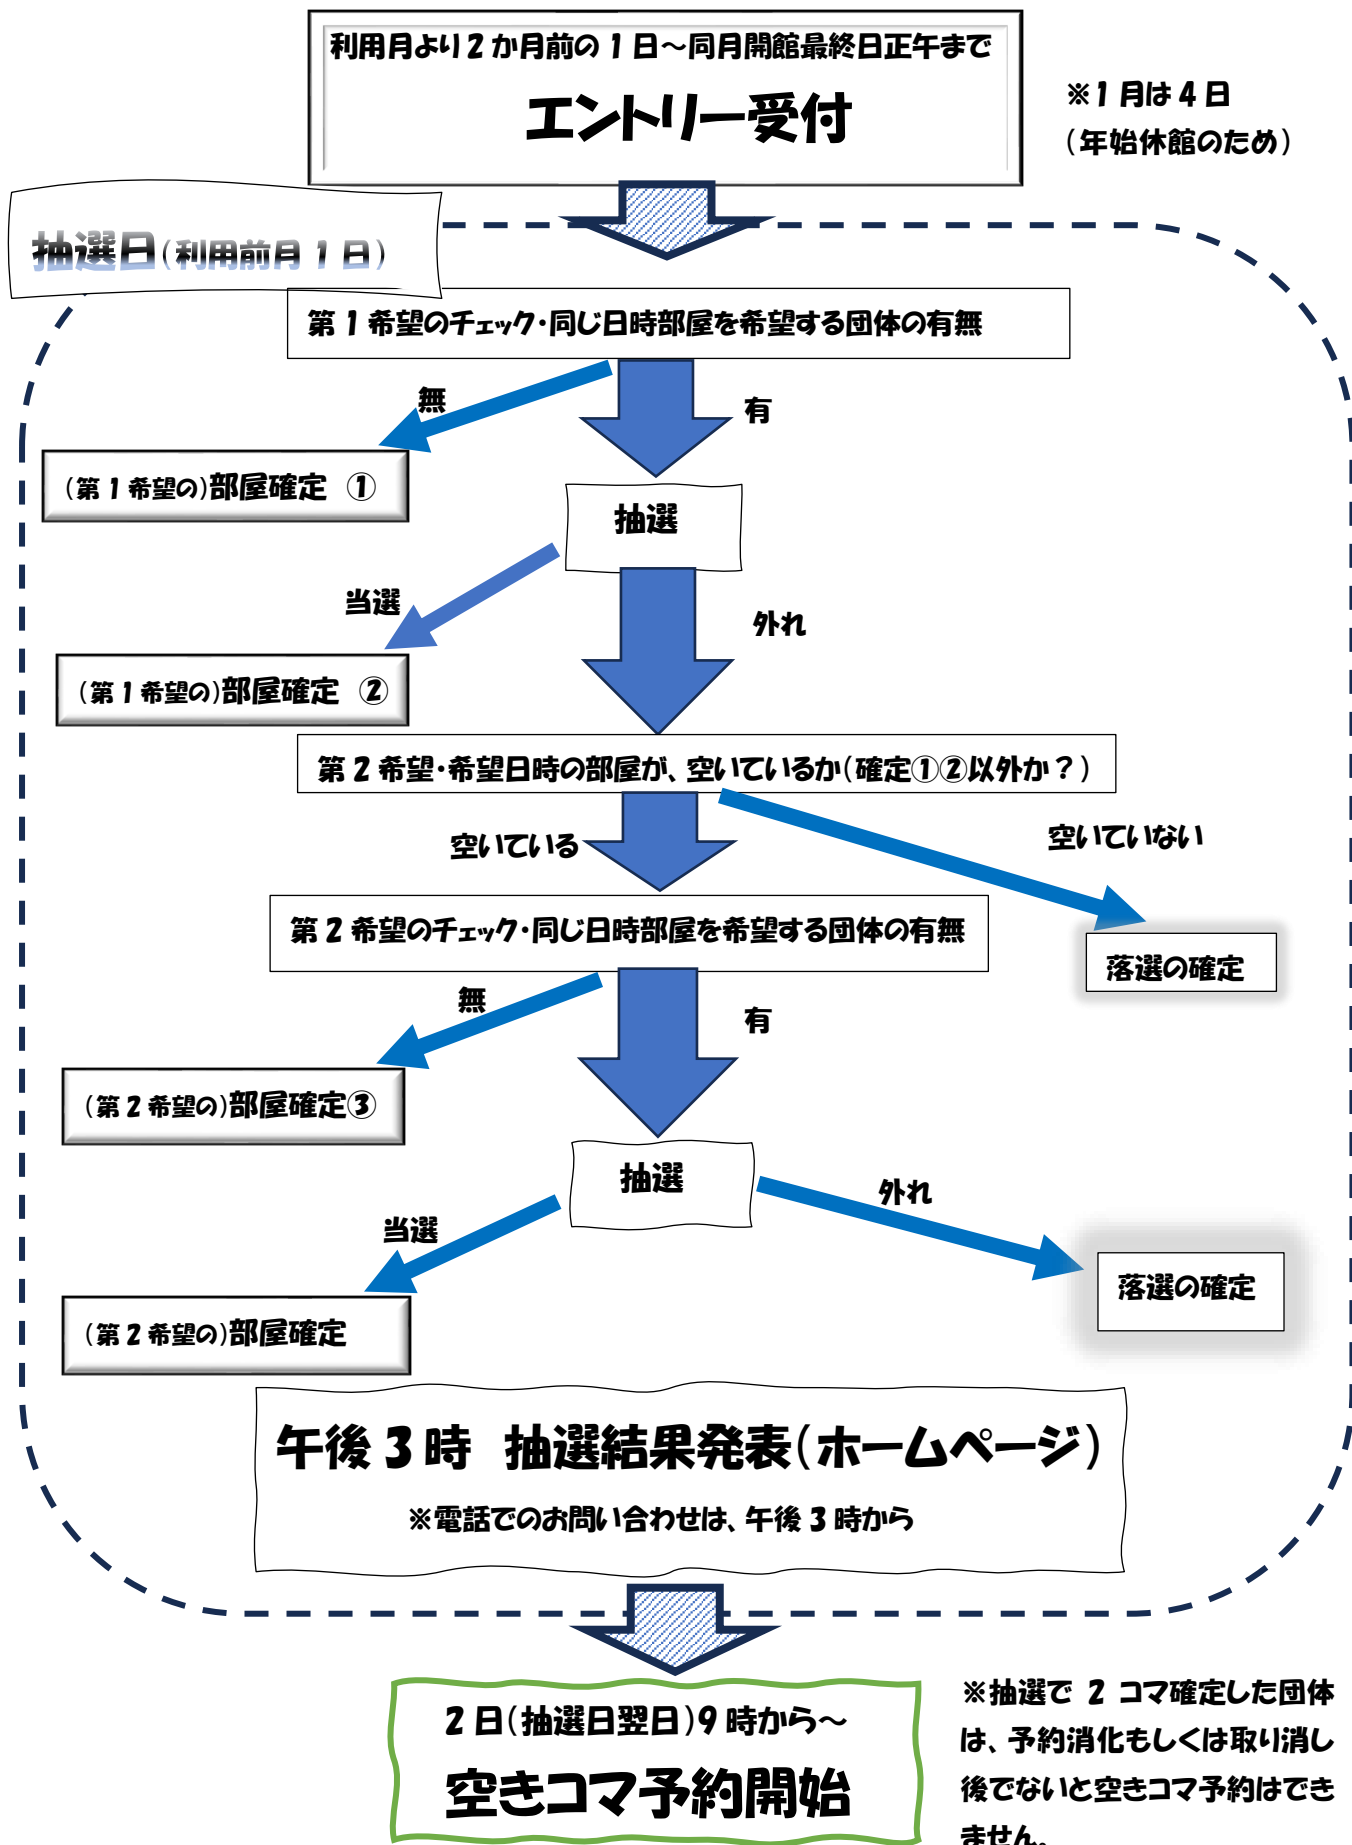 利用月より2か月前の1日～同月開館最終日正午まで
エントリー受付
※1月は4日
(年始休館のため)
抽選日(利用前月1日)
第1希望のチェック・同じ日時部屋を希望する団体の有無
無
有
(第1希望の)部屋確定 ①
抽選
当選
外れ
(第1希望の)部屋確定 ②
第2希望・希望日時の部屋が、空いているか(確定①②以外か？)
空いている
空いていない
第2希望のチェック・同じ日時部屋を希望する団体の有無
落選の確定
無
有
(第2希望の)部屋確定③
抽選
外れ
当選
落選の確定
(第2希望の)部屋確定
午後3時 抽選結果発表(ホームページ)
※電話でのお問い合わせは、午後3時から
2日(抽選日翌日)9時から～
空きコマ予約開始
※抽選で 2 コマ確定した団体
は、予約消化もしくは取り消し
後でないと空きコマ予約はでき
ません。